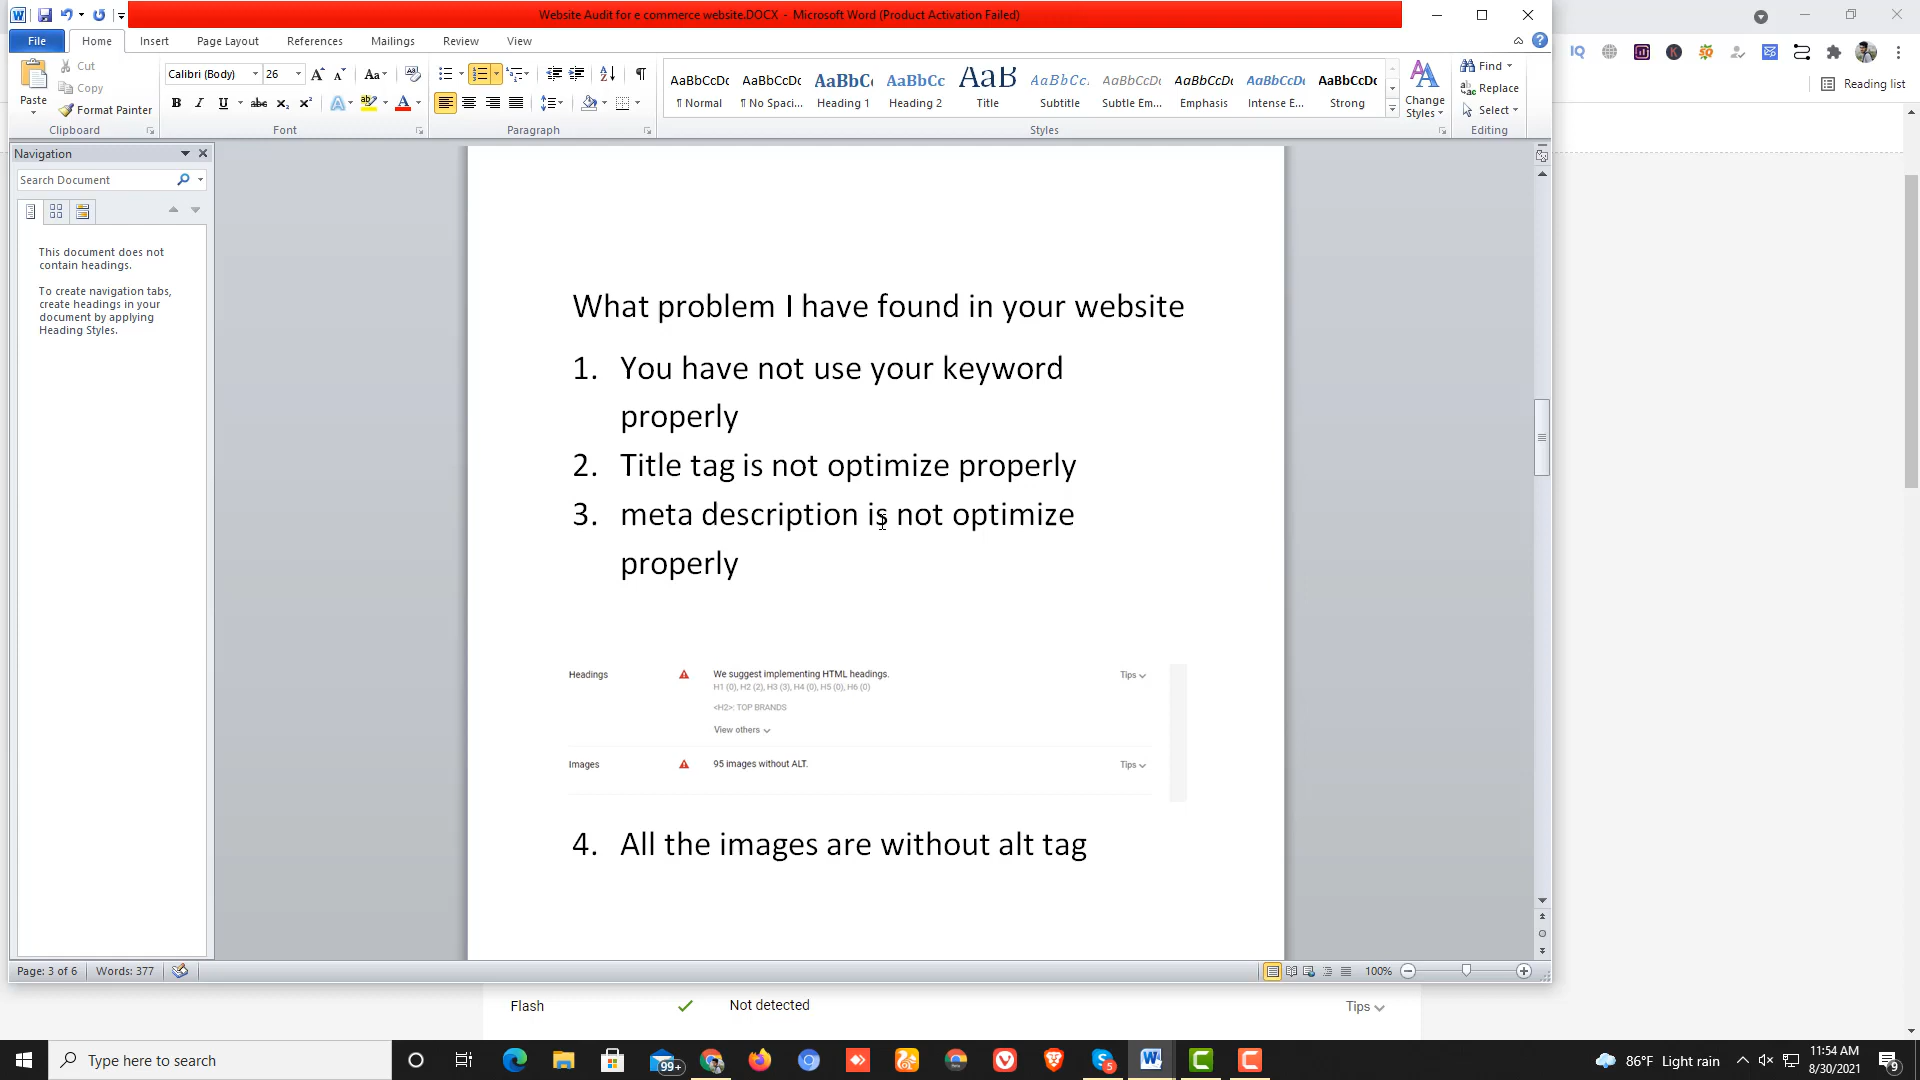 Website Audit for e commerce website.DOCX - Microsoft Word (Product Activation Failed)
File Home Insert Page Layout References Mailings Review View
Reading list
Paste
Cut
Copy
Format Painter
Calibri (Body) 26
AaBbCcDc AaBbCcDc AaBbC AaBbCc AaB AaBbCc. AaBbCcDc AaBbCcDc AaBbCcDc AaBbCcDc
¶ Normal ¶ No Spaci... Heading 1 Heading 2 Title Subtitle Subtle Em... Emphasis Intense E... Strong
Change Styles
Find
Replace
Select
Clipboard Font Paragraph Styles Editing
Navigation
Search Document
This document does not
contain headings.
To create navigation tabs,
create headings in your
document by applying
Heading Styles.
What problem I have found in your website
1. You have not use your keyword
properly
2. Title tag is not optimize properly
3. meta description is not optimize
properly
Headings We suggest implementing HTML headings. Tips
H1 (0), H2 (2), H3 (3), H4 (0), H5 (0), H6 (0)
<H2>: TOP BRANDS
View others
Images 95 images without ALT. Tips
4. All the images are without alt tag
Page: 3 of 6 Words: 377 100%
Flash Not detected Tips
Type here to search
99+
5
86°F Light rain
11:54 AM
8/30/2021
9